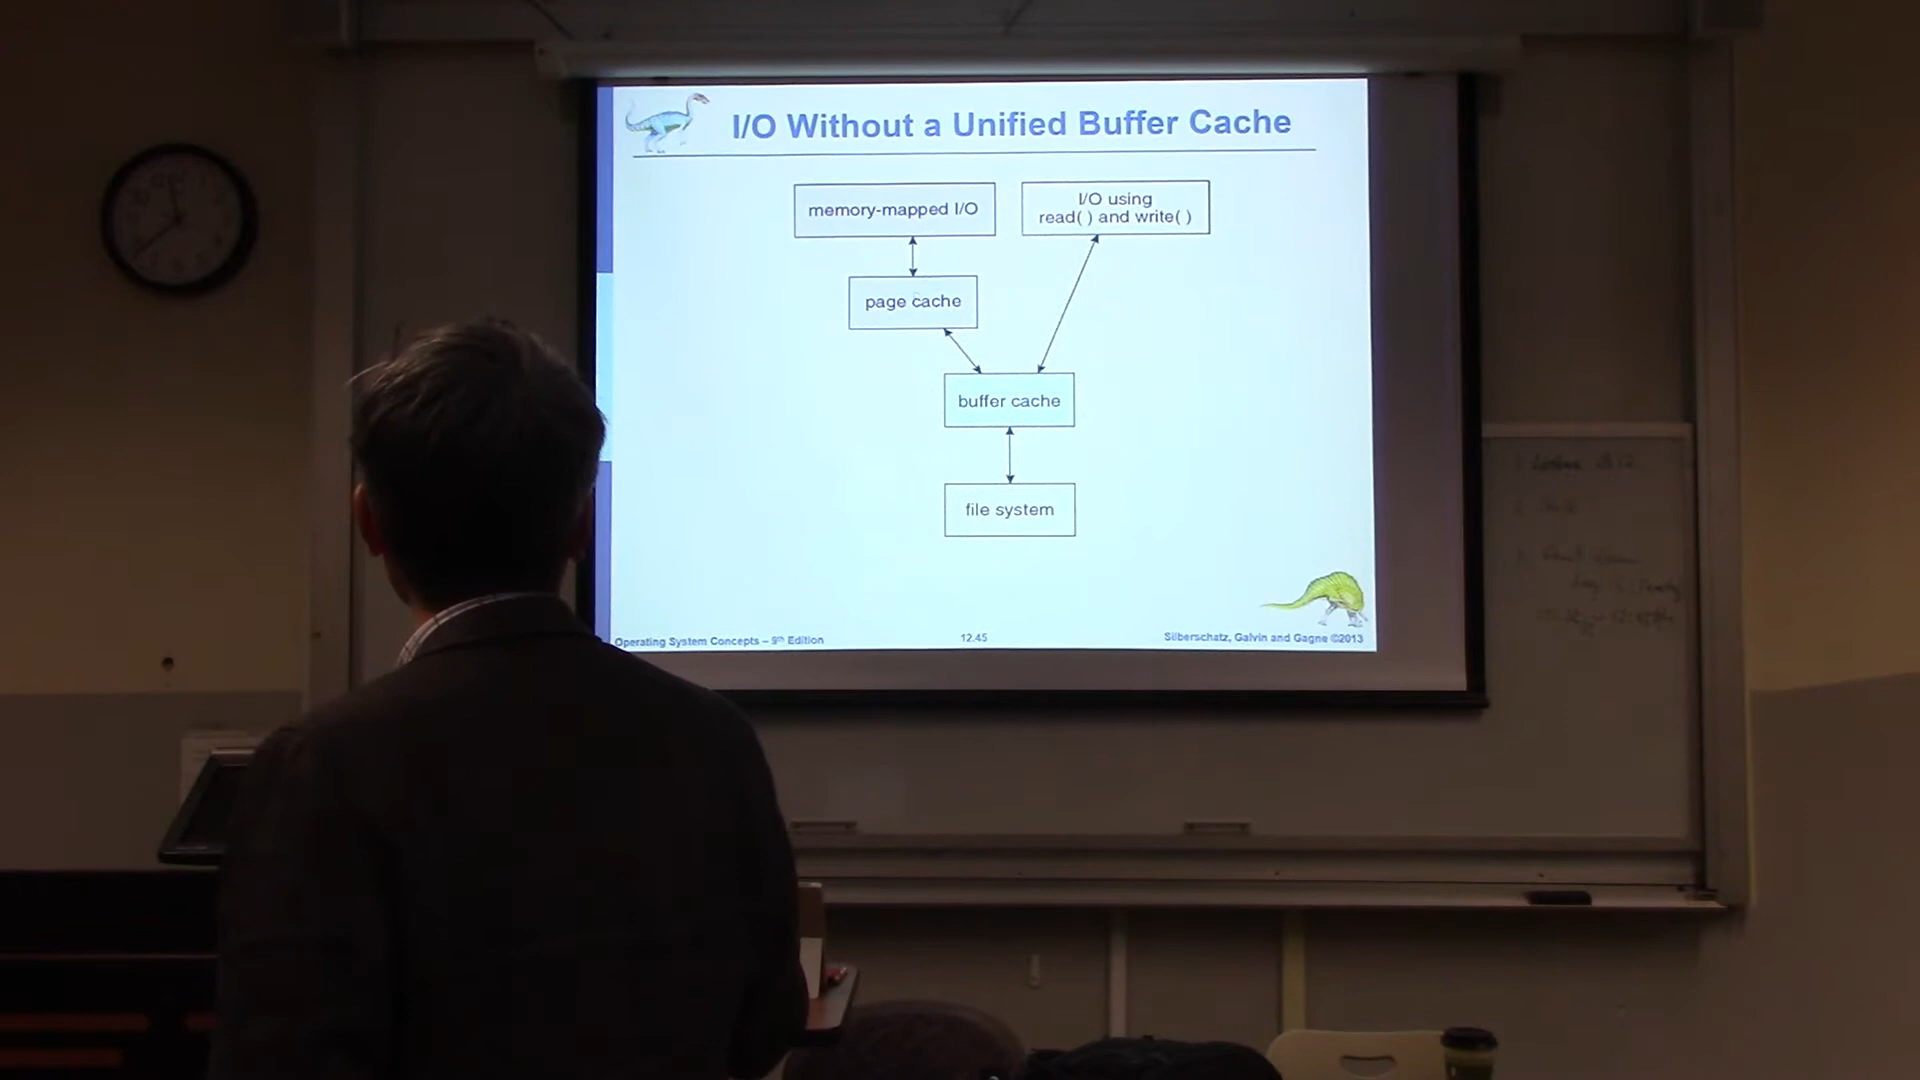 I/O Without a Unified Buffer Cache
memory-mapped I/O
I/O using
read( ) and write( )
page cache
buffer cache
file system
Operating System Concepts – 9th Edition
12.45
Silberschatz, Galvin and Gagne ©2013